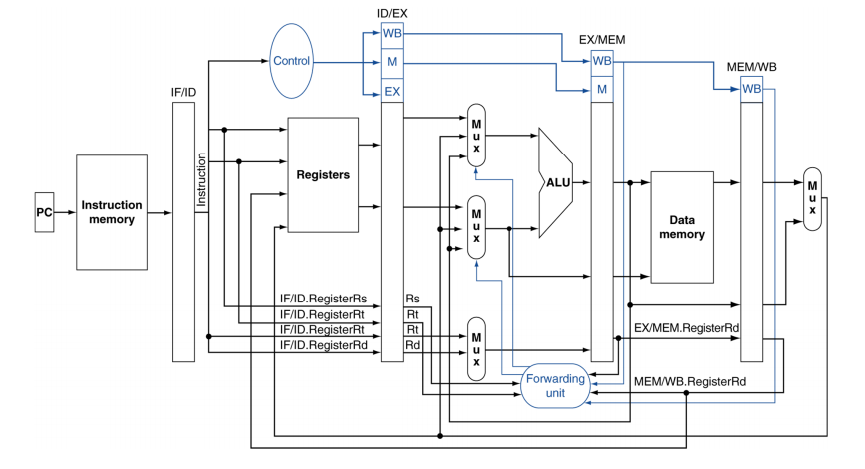 ID/EX
WB
M
EX
Control
EX/MEM
WB
M
MEM/WB
WB
IF/ID
PC
Instruction
memory
Instruction
Registers
Mux
Mux
ALU
Data
memory
Mux
IF/ID.RegisterRs
Rs
IF/ID.RegisterRt
Rt
IF/ID.RegisterRt
Rt
IF/ID.RegisterRd
Rd
Mux
EX/MEM.RegisterRd
Forwarding
unit
MEM/WB.RegisterRd